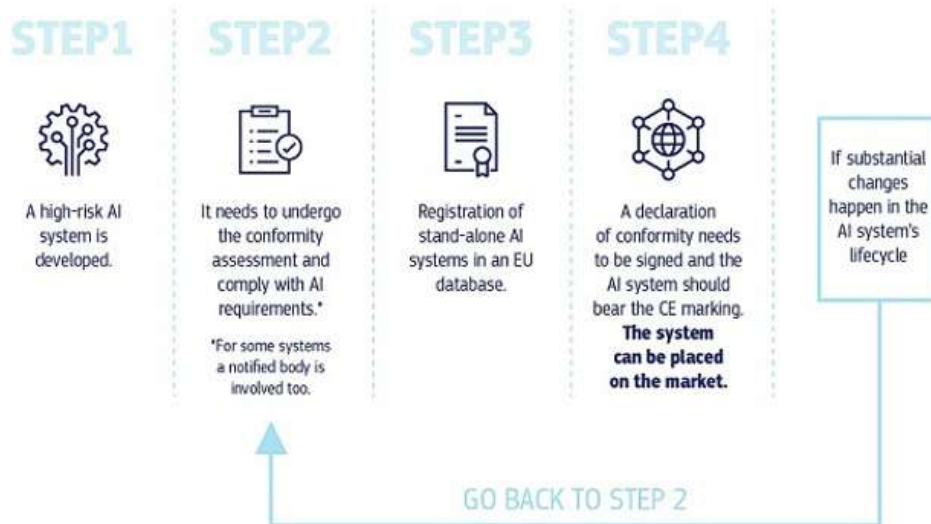 STEP1
A high-risk AI
system is
developed.
STEP2
It needs to undergo
the conformity
assessment and
comply with AI
requirements.*
*For some systems
a notified body is
involved too.
STEP3
Registration of
stand-alone AI
systems in an EU
database.
STEP4
A declaration
of conformity needs
to be signed and the
AI system should
bear the CE marking.
The system
can be placed
on the market.
If substantial
changes
happen in the
AI system's
lifecycle
GO BACK TO STEP 2